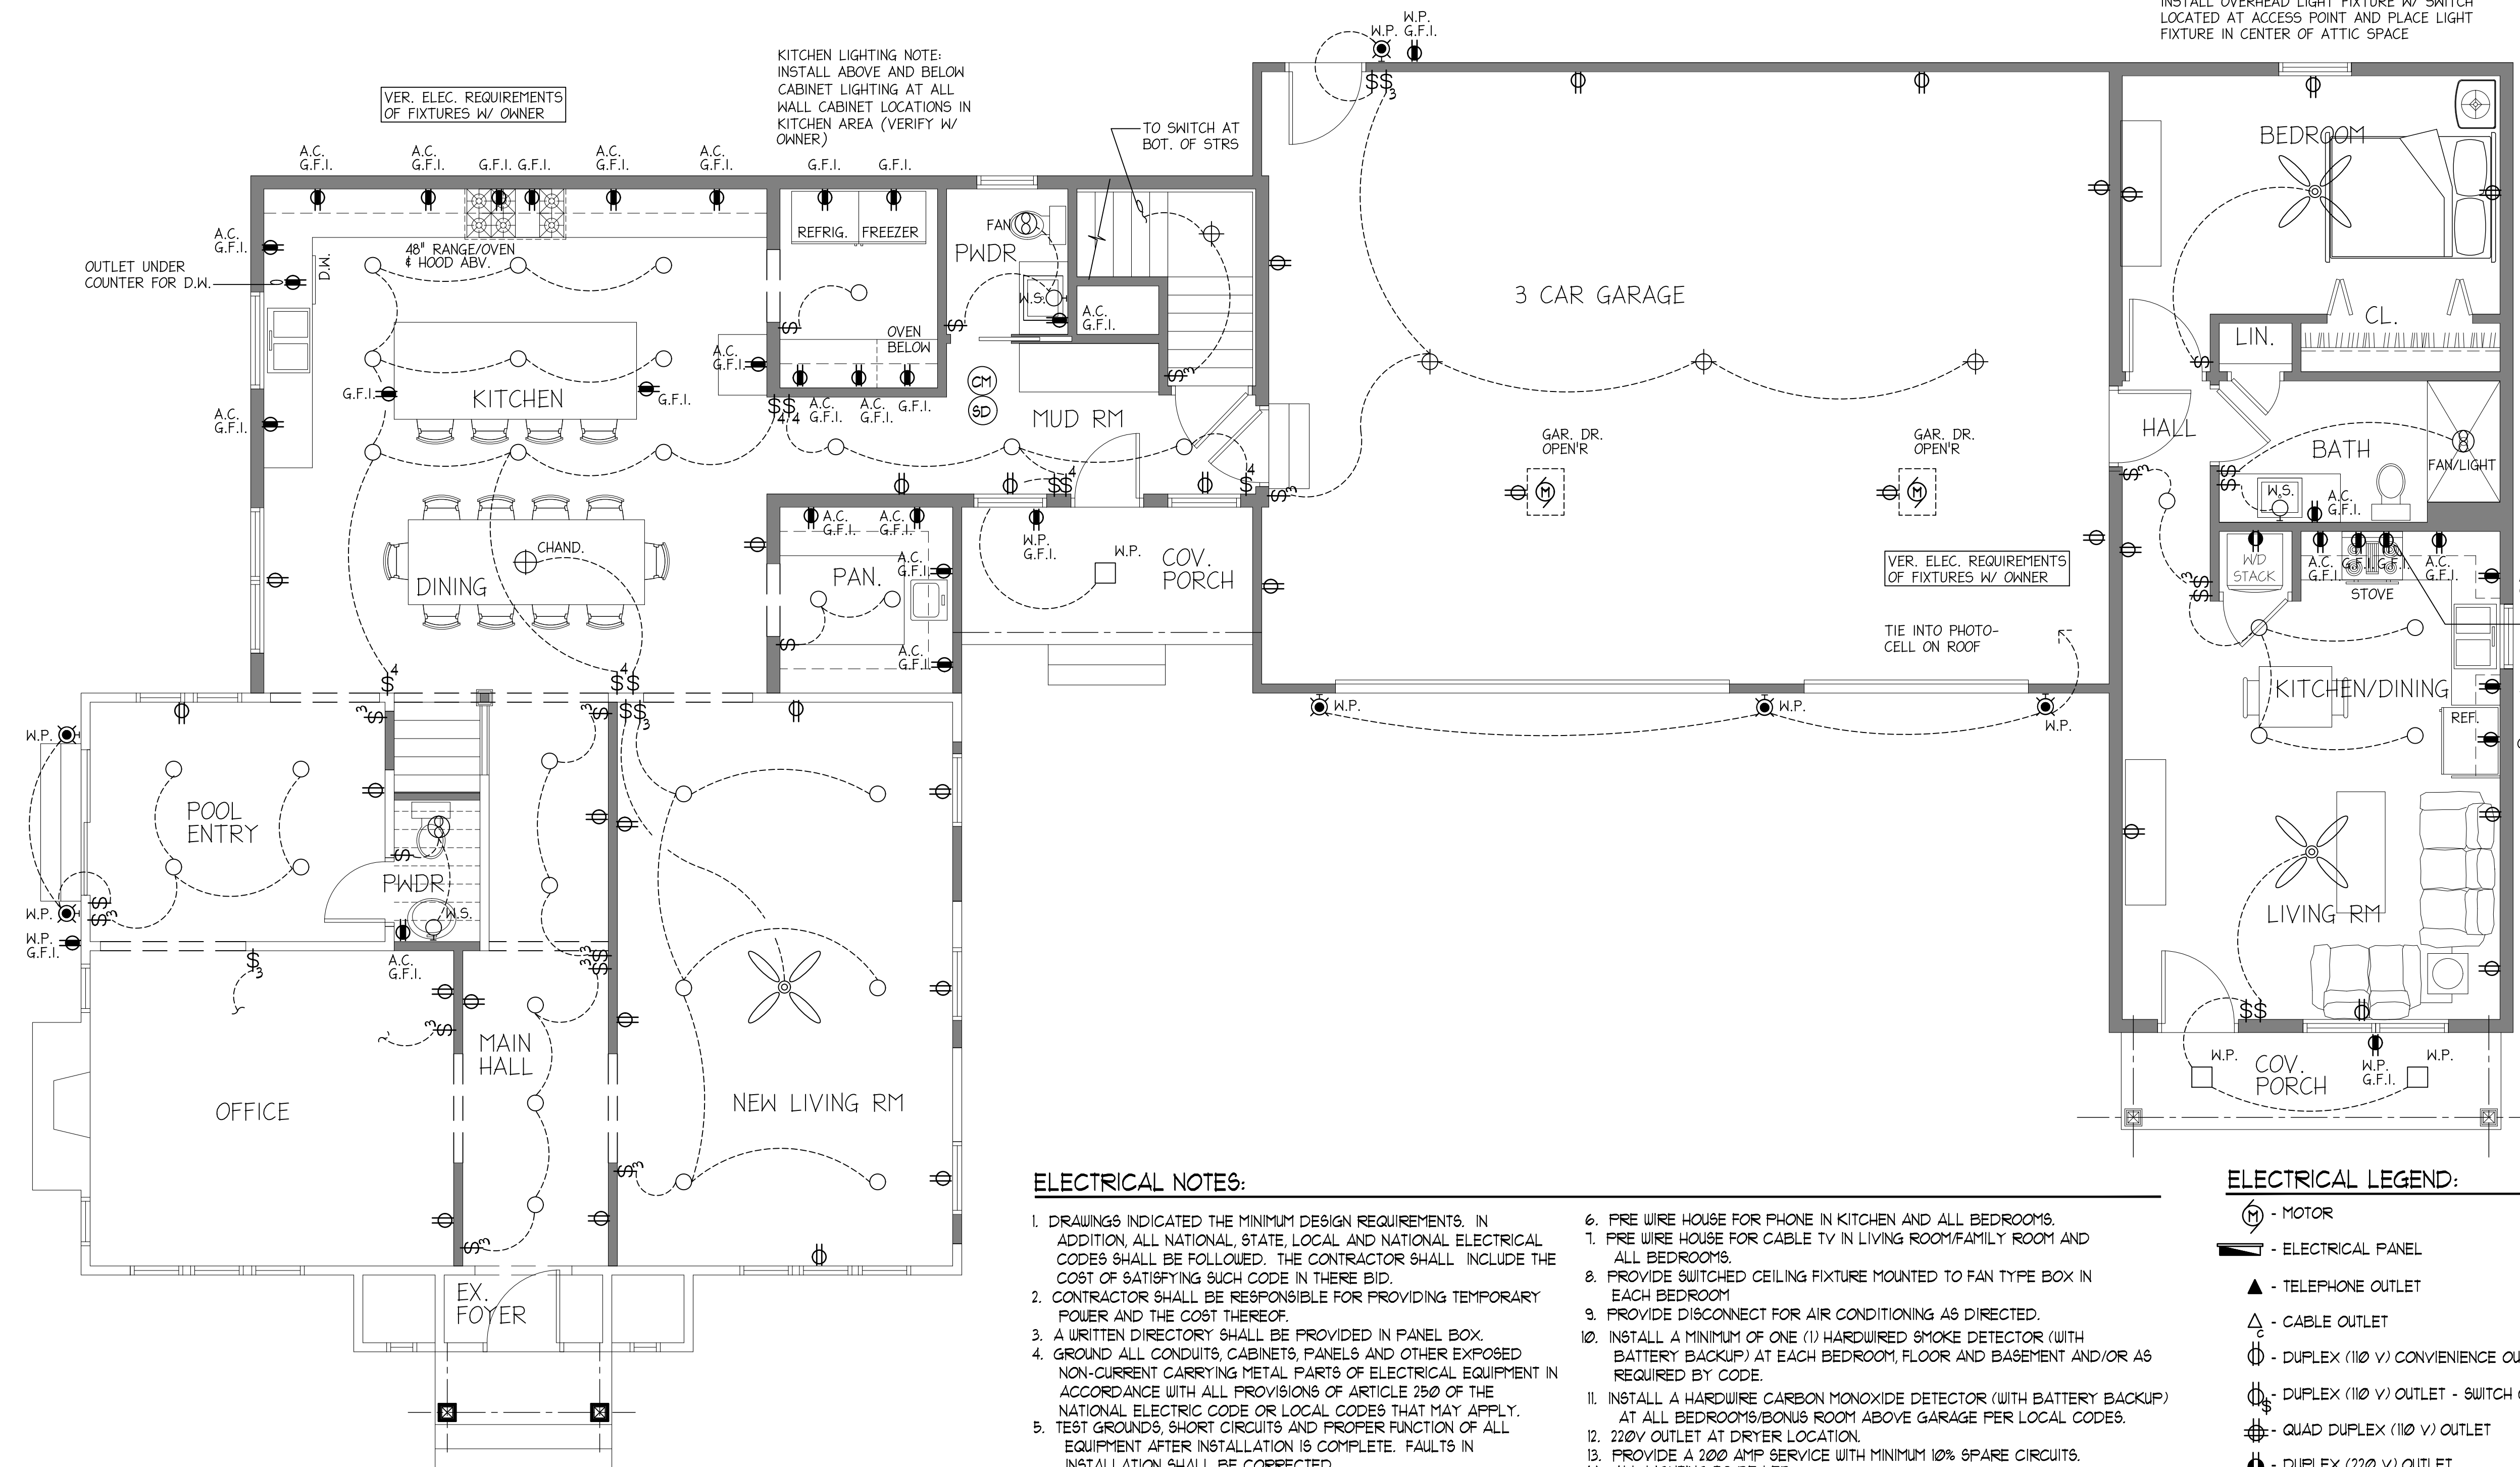 INSTALL OVERHEAD LIGHT FIXTURE W/ SWITCH
LOCATED AT ACCESS POINT AND PLACE LIGHT
FIXTURE IN CENTER OF ATTIC SPACE
W.P.
W.P. G.F.I.
KITCHEN LIGHTING NOTE:
INSTALL ABOVE AND BELOW
CABINET LIGHTING AT ALL
WALL CABINET LOCATIONS IN
KITCHEN AREA (VERIFY W/
OWNER)
VER. ELEC. REQUIREMENTS
OF FIXTURES W/ OWNER
TO SWITCH AT
BOT. OF STRS
A.C.
G.F.I.
A.C.
G.F.I.
G.F.I. G.F.I.
A.C.
G.F.I.
A.C.
G.F.I.
G.F.I.
G.F.I.
BEDROOM
A.C.
G.F.I.
48" RANGE/OVEN
& HOOD ABV.
REFRIG.
FREEZER
FAN
PWDR
OUTLET UNDER
COUNTER FOR D.W.
D.W.
W.S.
A.C.
G.F.I.
3 CAR GARAGE
CL.
LIN.
OVEN
BELOW
A.C.
G.F.I.
G.F.I.
KITCHEN
G.F.I.
CM
SD
A.C.
G.F.I.
A.C.
G.F.I.
G.F.I.
MUD RM
A.C.
G.F.I.
GAR. DR.
OPEN'R
GAR. DR.
OPEN'R
HALL
BATH
FAN/LIGHT
W.S.
A.C.
G.F.I.
M
M
A.C.
G.F.I.
A.C.
G.F.I.
W.P.
G.F.I.
W.P.
COV.
PORCH
CHAND.
DINING
PAN.
A.C.
G.F.I.
VER. ELEC. REQUIREMENTS
OF FIXTURES W/ OWNER
W/D
STACK
A.C.
G.F.I.
G.F.I.
G.F.I.
A.C.
G.F.I.
STOVE
A.C.
G.F.I.
TIE INTO PHOTO-
CELL ON ROOF
KITCHEN/DINING
REF.
W.P.
W.P.
W.P.
W.P.
POOL
ENTRY
PWDR
W.S.
W.P.
W.P.
G.F.I.
A.C.
G.F.I.
LIVING RM
MAIN
HALL
OFFICE
NEW LIVING RM
W.P.
COV.
PORCH
W.P.
G.F.I.
W.P.
EX.
FOYER
ELECTRICAL NOTES:
1. DRAWINGS INDICATED THE MINIMUM DESIGN REQUIREMENTS. IN
ADDITION, ALL NATIONAL, STATE, LOCAL AND NATIONAL ELECTRICAL
CODES SHALL BE FOLLOWED. THE CONTRACTOR SHALL INCLUDE THE
COST OF SATISFYING SUCH CODE IN THERE BID.
2. CONTRACTOR SHALL BE RESPONSIBLE FOR PROVIDING TEMPORARY
POWER AND THE COST THEREOF.
3. A WRITTEN DIRECTORY SHALL BE PROVIDED IN PANEL BOX.
4. GROUND ALL CONDUITS, CABINETS, PANELS AND OTHER EXPOSED
NON-CURRENT CARRYING METAL PARTS OF ELECTRICAL EQUIPMENT IN
ACCORDANCE WITH ALL PROVISIONS OF ARTICLE 250 OF THE
NATIONAL ELECTRIC CODE OR LOCAL CODES THAT MAY APPLY.
5. TEST GROUNDS, SHORT CIRCUITS AND PROPER FUNCTION OF ALL
EQUIPMENT AFTER INSTALLATION IS COMPLETE. FAULTS IN
INSTALLATION SHALL BE CORRECTED.
6. PRE WIRE HOUSE FOR PHONE IN KITCHEN AND ALL BEDROOMS.
7. PRE WIRE HOUSE FOR CABLE TV IN LIVING ROOM/FAMILY ROOM AND
ALL BEDROOMS.
8. PROVIDE SWITCHED CEILING FIXTURE MOUNTED TO FAN TYPE BOX IN
EACH BEDROOM
9. PROVIDE DISCONNECT FOR AIR CONDITIONING AS DIRECTED.
10. INSTALL A MINIMUM OF ONE (1) HARDWIRED SMOKE DETECTOR (WITH
BATTERY BACKUP) AT EACH BEDROOM, FLOOR AND BASEMENT AND/OR AS
REQUIRED BY CODE.
11. INSTALL A HARDWIRE CARBON MONOXIDE DETECTOR (WITH BATTERY BACKUP)
AT ALL BEDROOMS/BONUS ROOM ABOVE GARAGE PER LOCAL CODES.
12. 220V OUTLET AT DRYER LOCATION.
13. PROVIDE A 200 AMP SERVICE WITH MINIMUM 10% SPARE CIRCUITS.
ELECTRICAL LEGEND:
M - MOTOR
- ELECTRICAL PANEL
- TELEPHONE OUTLET
C - CABLE OUTLET
- DUPLEX (110 V) CONVIENIENCE
$ - DUPLEX (110 V) OUTLET - SWITCH
- QUAD DUPLEX (110 V) OUTLET
- DUPLEX (220 V) OUTLET